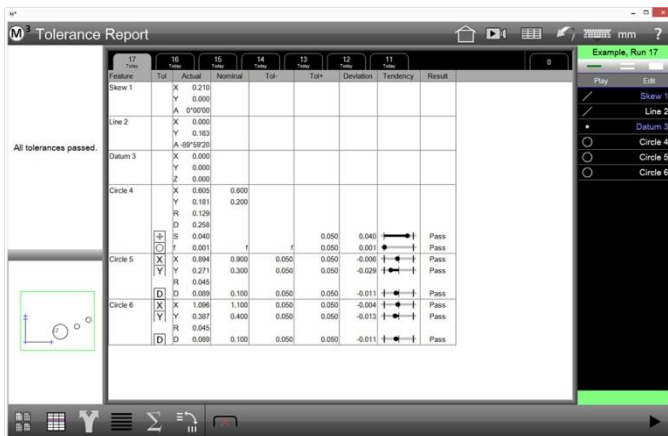 M³
M³ Tolerance Report
mm ?
17 Today 16 Today 15 Today 14 Today 13 Today 12 Today 11 Today 0
Example, Run 17
Play Edit
Feature Tol Actual Nominal Tol- Tol+ Deviation Tendency Result
Skew 1 X 0.210
Y 0.000
A 0°00'00
Line 2 X 0.000
Y 0.163
A -89°59'20
Datum 3 X 0.000
Y 0.000
Z 0.000
Circle 4 X 0.605 0.600
Y 0.181 0.200
R 0.129
D 0.258
S 0.040 0.050 0.040 Pass
f 0.001 f f 0.050 0.001 Pass
Circle 5 X X 0.894 0.900 0.050 0.050 -0.006 Pass
Y Y 0.271 0.300 0.050 0.050 -0.029 Pass
R 0.045
D D 0.089 0.100 0.050 0.050 -0.011 Pass
Circle 6 X X 1.096 1.100 0.050 0.050 -0.004 Pass
Y Y 0.387 0.400 0.050 0.050 -0.013 Pass
R 0.045
D D 0.089 0.100 0.050 0.050 -0.011 Pass
All tolerances passed.
Skew 1
Line 2
Datum 3
Circle 4
Circle 5
Circle 6